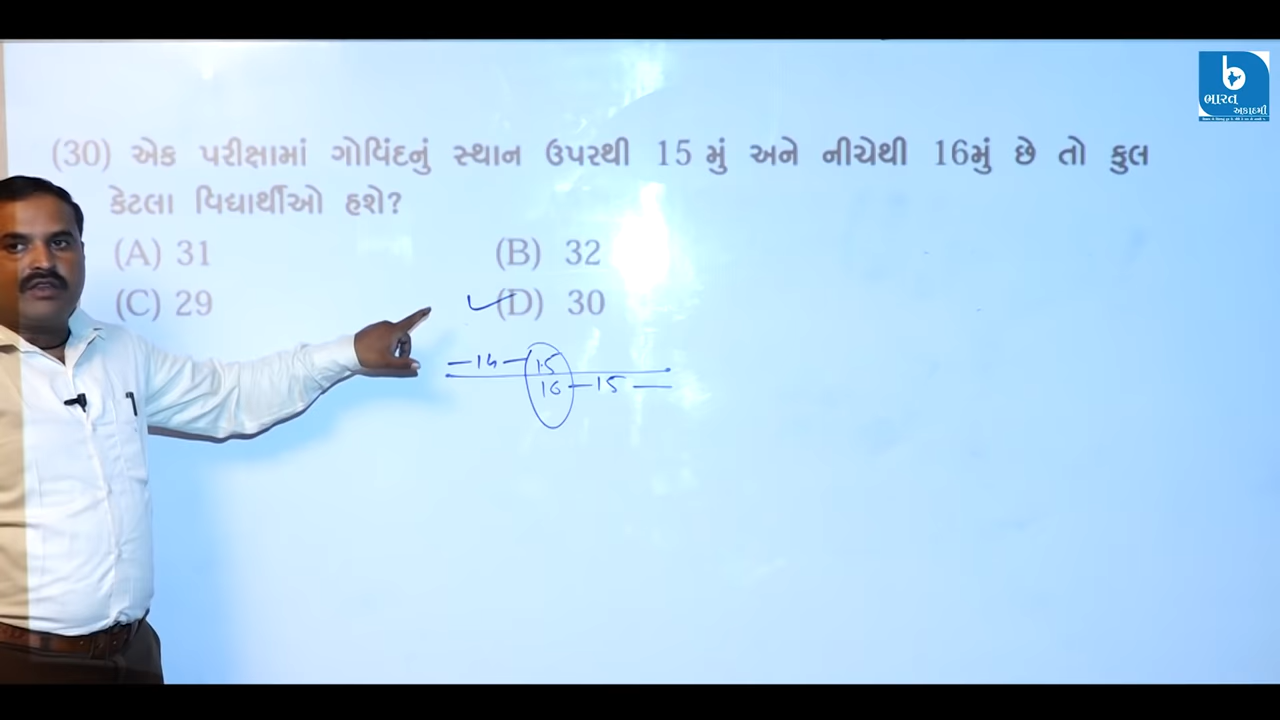 ભારત
અકાદમી
(30) એક પરીક્ષામાં ગોવિંદનું સ્થાન ઉપરથી 15 મું અને નીચેથી 16મું છે તો કુલ
કેટલા વિદ્યાર્થીઓ હશે?
(A) 31 (B) 32
(C) 29 (D) 30
14 15
16 15